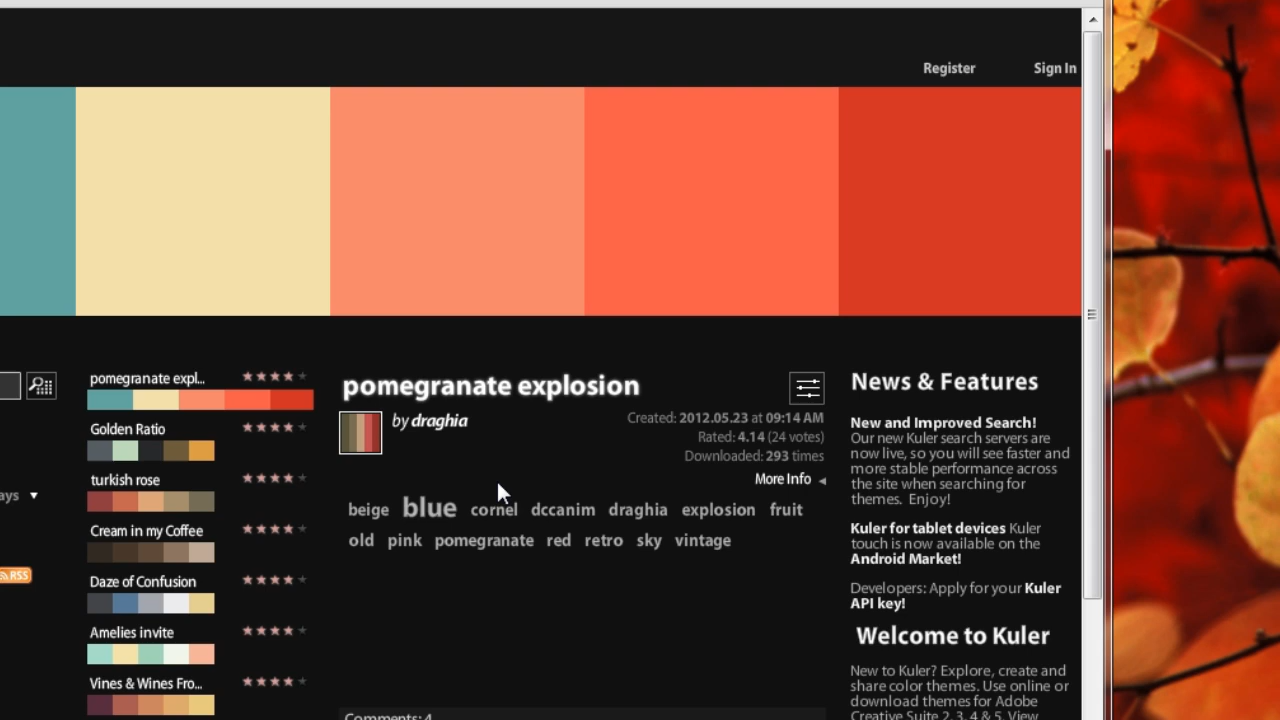 Register
Sign In
pomegranate expl...
Golden Ratio
ays
turkish rose
Cream in my Coffee
RSS
Daze of Confusion
Amelies invite
Vines & Wines Fro...
pomegranate explosion
by draghia
Created: 2012.05.23 at 09:14 AM
Rated: 4.14 (24 votes)
Downloaded: 293 times
More Info
beige blue cornel dccanim draghia explosion fruit
old pink pomegranate red retro sky vintage
Comments: 4
News & Features
New and Improved Search!
Our new Kuler search servers are
now live, so you will see faster and
more stable performance across
the site when searching for
themes. Enjoy!
Kuler for tablet devices Kuler
touch is now available on the
Android Market!
Developers: Apply for your Kuler
API key!
Welcome to Kuler
New to Kuler? Explore, create and
share color themes. Use online or
download themes for Adobe
Creative Suite 2, 3, 4 & 5. View